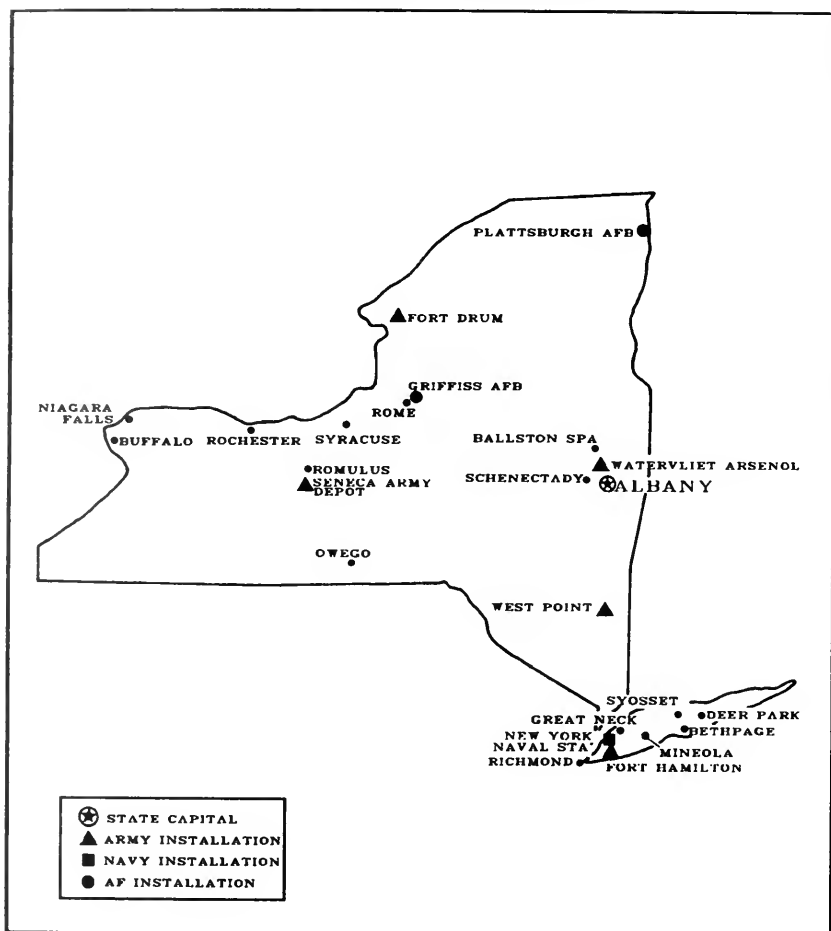 PLATTSBURGH AFB
FORT DRUM
GRIFFISS AFB
ROME
NIAGARA
FALLS
BUFFALO
ROCHESTER
SYRACUSE
BALLSTON SPA
WATERVLIET ARSENOL
ROMULUS
SENECA ARMY
DEPOT
SCHENECTADY
ALBANY
OWEGO
WEST POINT
SYOSSET
DEER PARK
GREAT NECK
BETHPAGE
NEW YORK
NAVAL STA
MINEOLA
RICHMOND
FORT HAMILTON
STATE CAPITAL
ARMY INSTALLATION
NAVY INSTALLATION
AF INSTALLATION